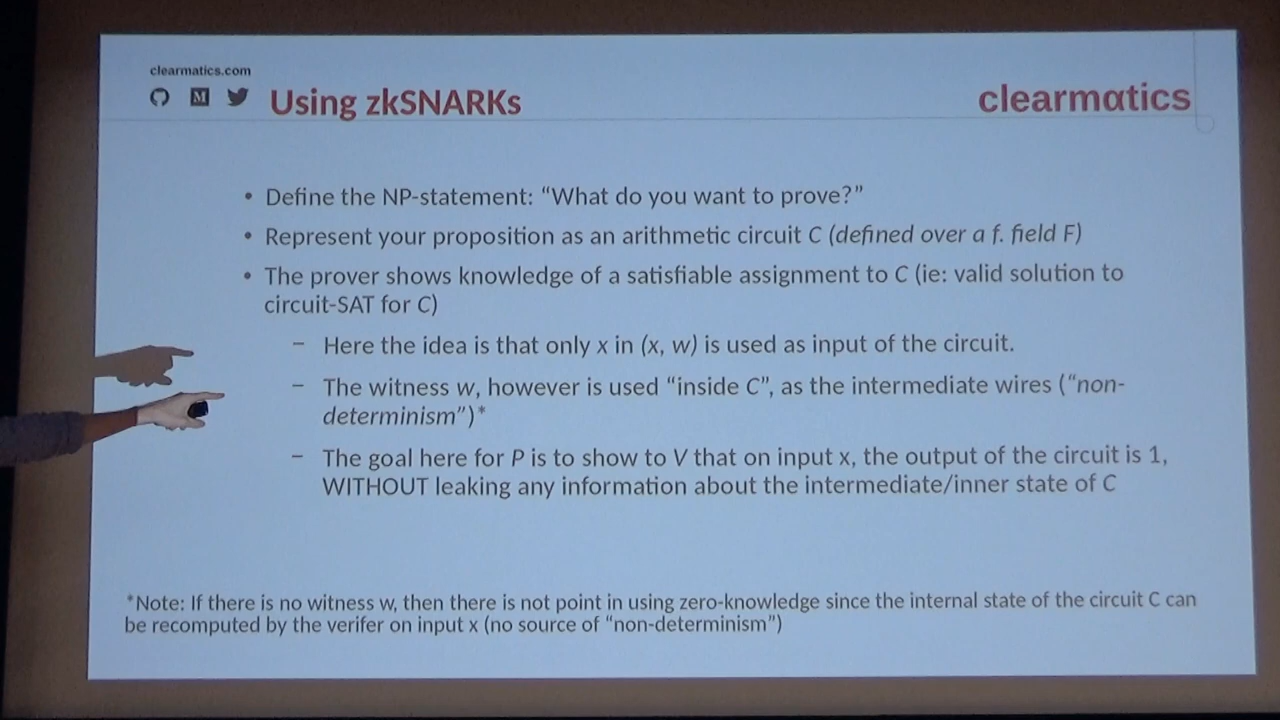 clearmatics.com
Using zkSNARKs
clearmatics
• Define the NP-statement: “What do you want to prove?”
• Represent your proposition as an arithmetic circuit C (defined over a f. field F)
• The prover shows knowledge of a satisfiable assignment to C (ie: valid solution to
circuit-SAT for C)
– Here the idea is that only x in (x, w) is used as input of the circuit.
– The witness w, however is used “inside C”, as the intermediate wires (“non-
determinism”)*
– The goal here for P is to show to V that on input x, the output of the circuit is 1,
WITHOUT leaking any information about the intermediate/inner state of C
*Note: If there is no witness w, then there is not point in using zero-knowledge since the internal state of the circuit C can
be recomputed by the verifer on input x (no source of “non-determinism”)